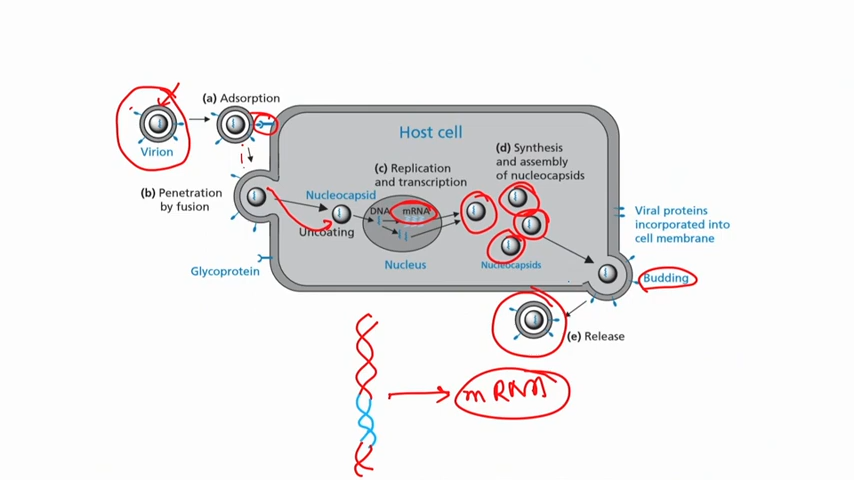 (a) Adsorption
Host cell
Virion
(b) Penetration
by fusion
Nucleocapsid
Uncoating
(c) Replication
and transcription
DNA
mRNA
Nucleus
(d) Synthesis
and assembly
of nucleocapsids
Nucleocapsids
Viral proteins
incorporated into
cell membrane
Glycoprotein
Budding
(e) Release
mRNA